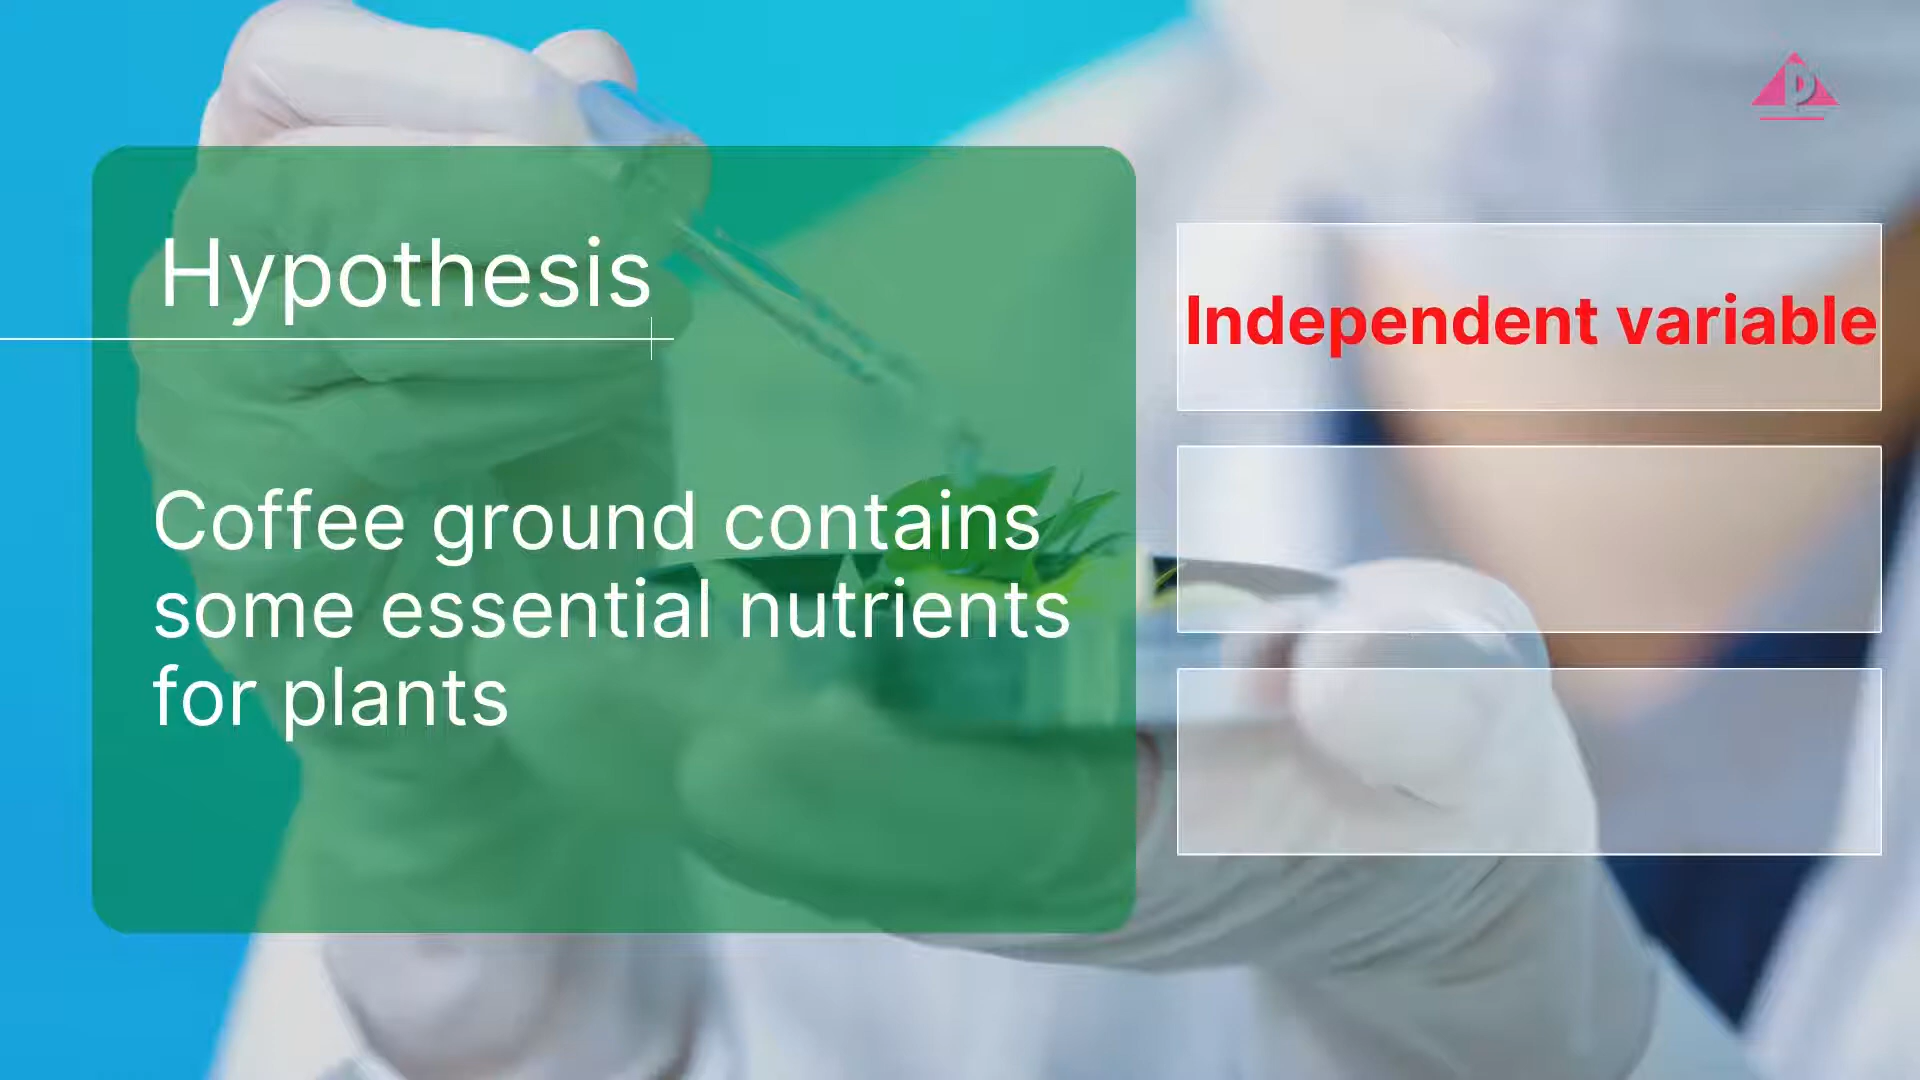 Hypothesis
Coffee ground contains
some essential nutrients
for plants
Independent variable